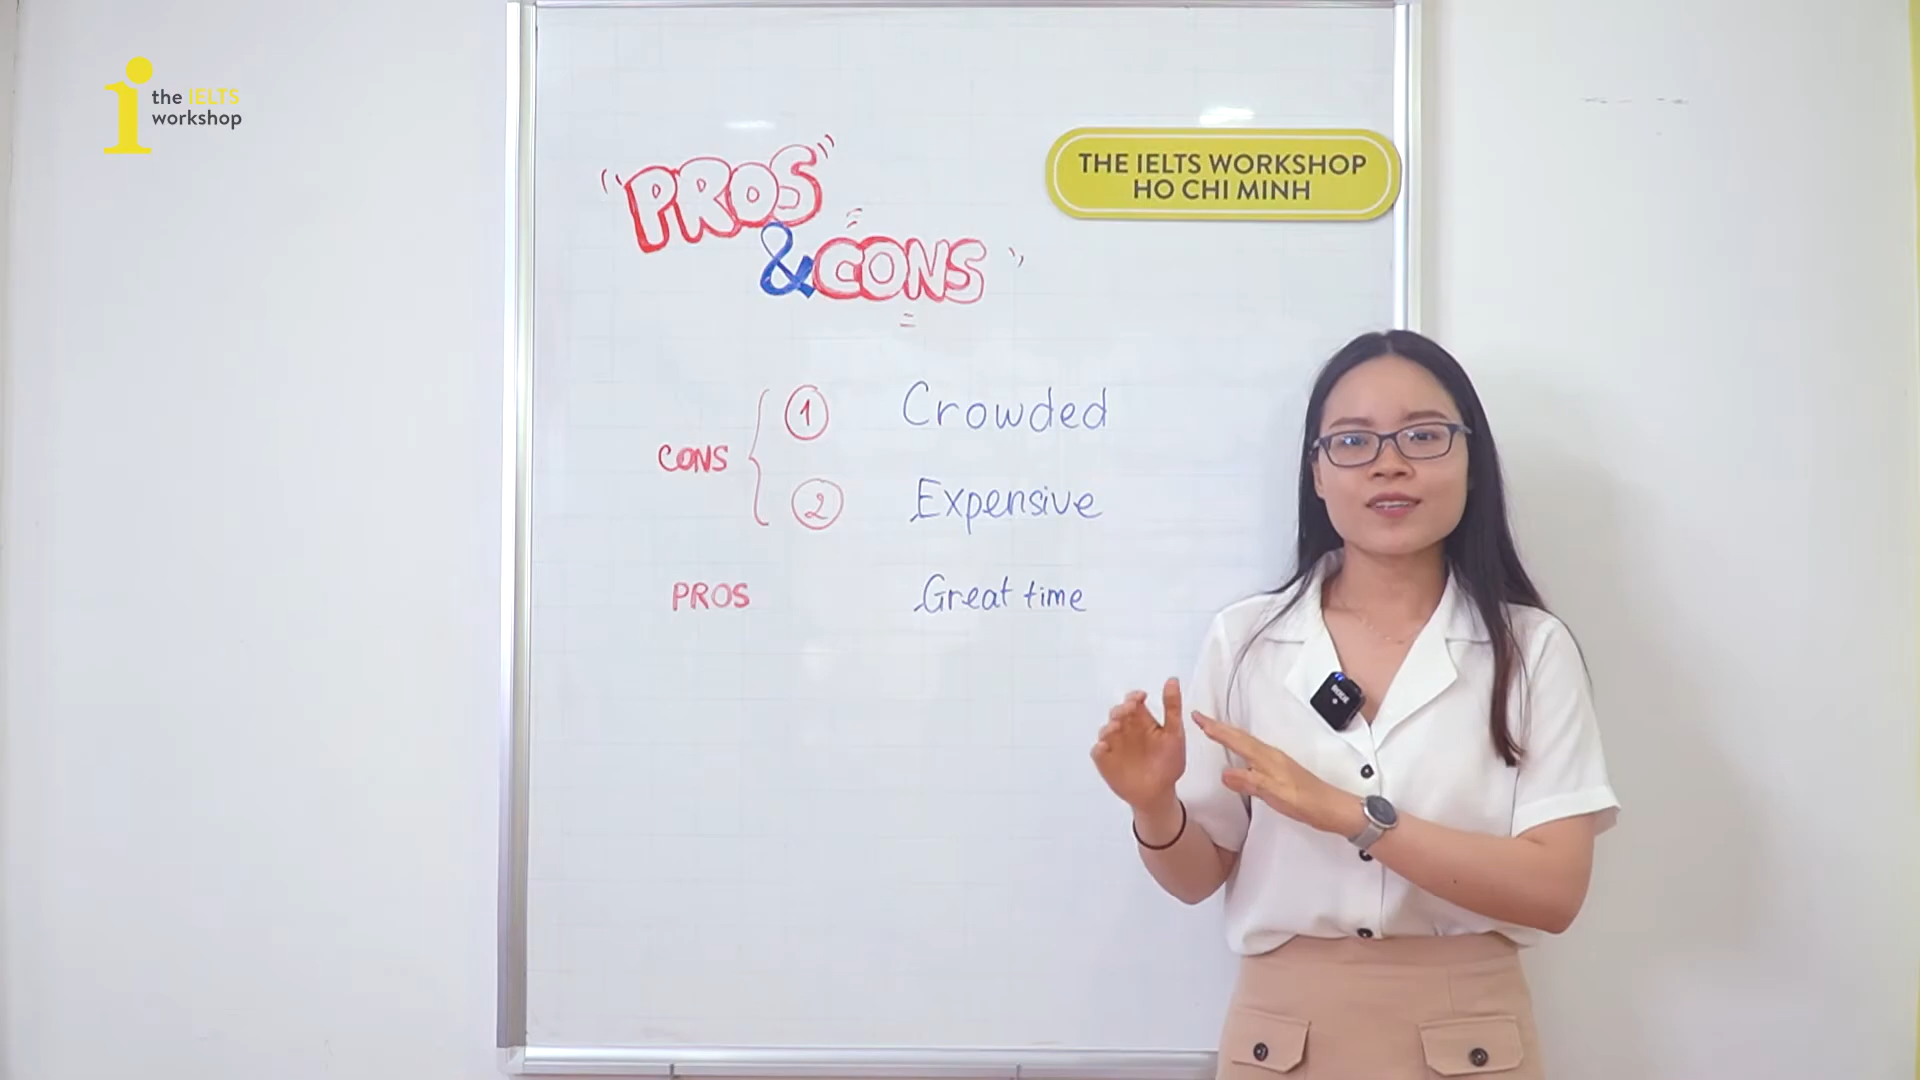 the IELTS
workshop
THE IELTS WORKSHOP
HO CHI MINH
"PROS"
&CONS
CONS
1 Crowded
2 Expensive
PROS Great time